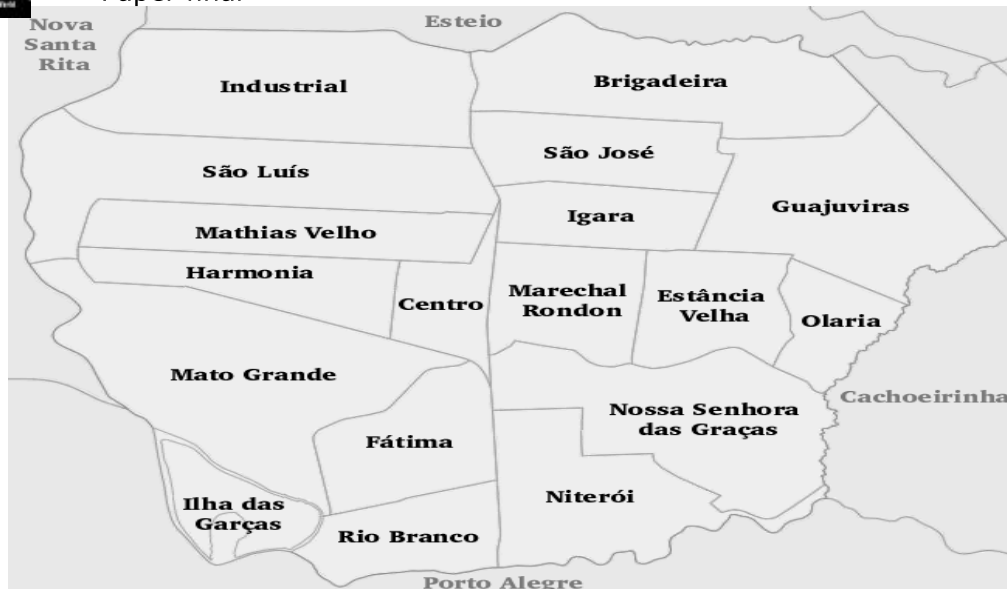 Nova
Santa
Rita
Esteio
Industrial
Brigadeira
São José
São Luís
Guajuviras
Igara
Mathias Velho
Harmonia
Centro
Marechal
Rondon
Estância
Velha
Olaria
Mato Grande
Cachoeirinha
Nossa Senhora
das Graças
Fátima
Niterói
Ilha das
Garças
Rio Branco
Porto Alegre